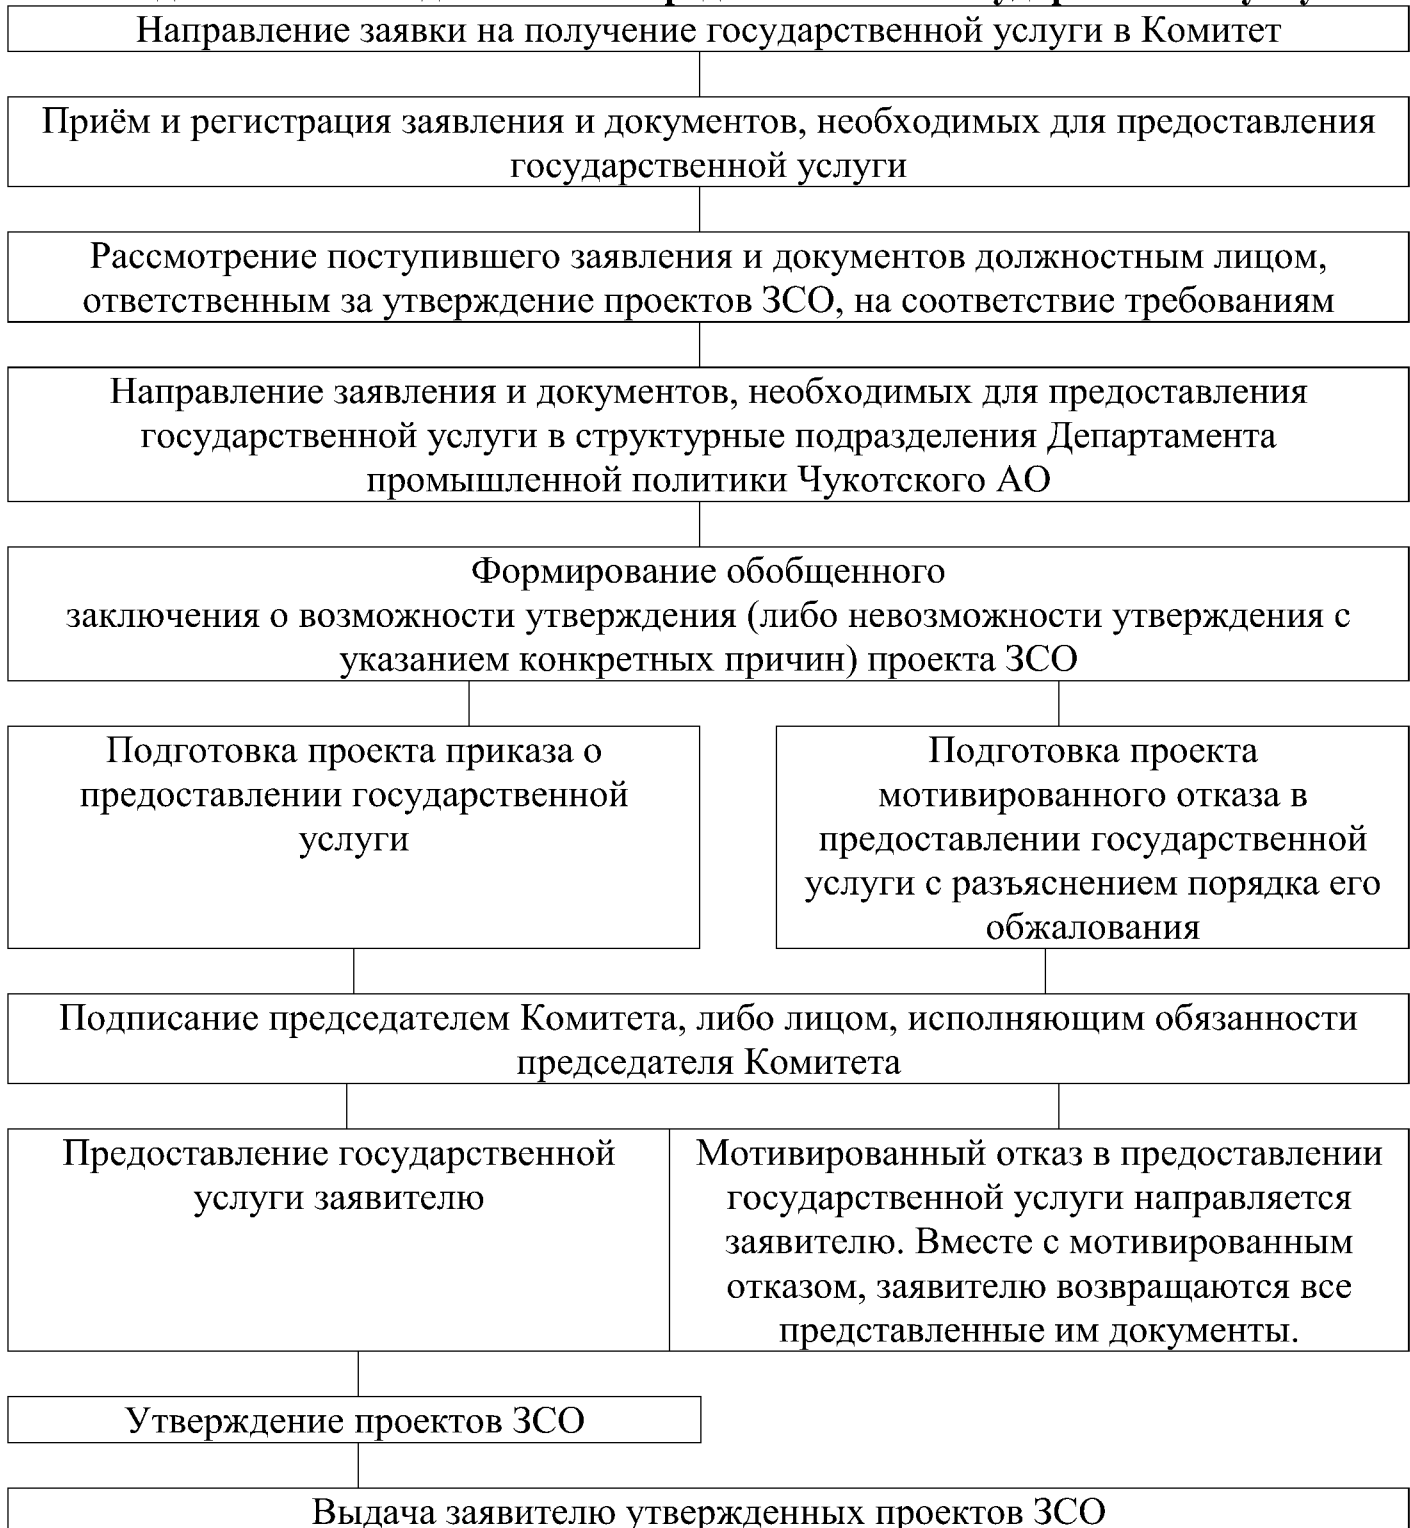 Направление заявки на получение государственной услуги в Комитет
Приём и регистрация заявления и документов, необходимых для предоставления
государственной услуги
Рассмотрение поступившего заявления и документов должностным лицом,
ответственным за утверждение проектов ЗСО, на соответствие требованиям
Направление заявления и документов, необходимых для предоставления
государственной услуги в структурные подразделения Департамента
промышленной политики Чукотского АО
Формирование обобщенного
заключения о возможности утверждения (либо невозможности утверждения с
указанием конкретных причин) проекта ЗСО
Подготовка проекта приказа о
предоставлении государственной
услуги
Подготовка проекта
мотивированного отказа в
предоставлении государственной
услуги с разъяснением порядка его
обжалования
Подписание председателем Комитета, либо лицом, исполняющим обязанности
председателя Комитета
Предоставление государственной
услуги заявителю
Мотивированный отказ в предоставлении
государственной услуги направляется
заявителю. Вместе с мотивированным
отказом, заявителю возвращаются все
представленные им документы.
Утверждение проектов ЗСО
Выдача заявителю утвержденных проектов ЗСО